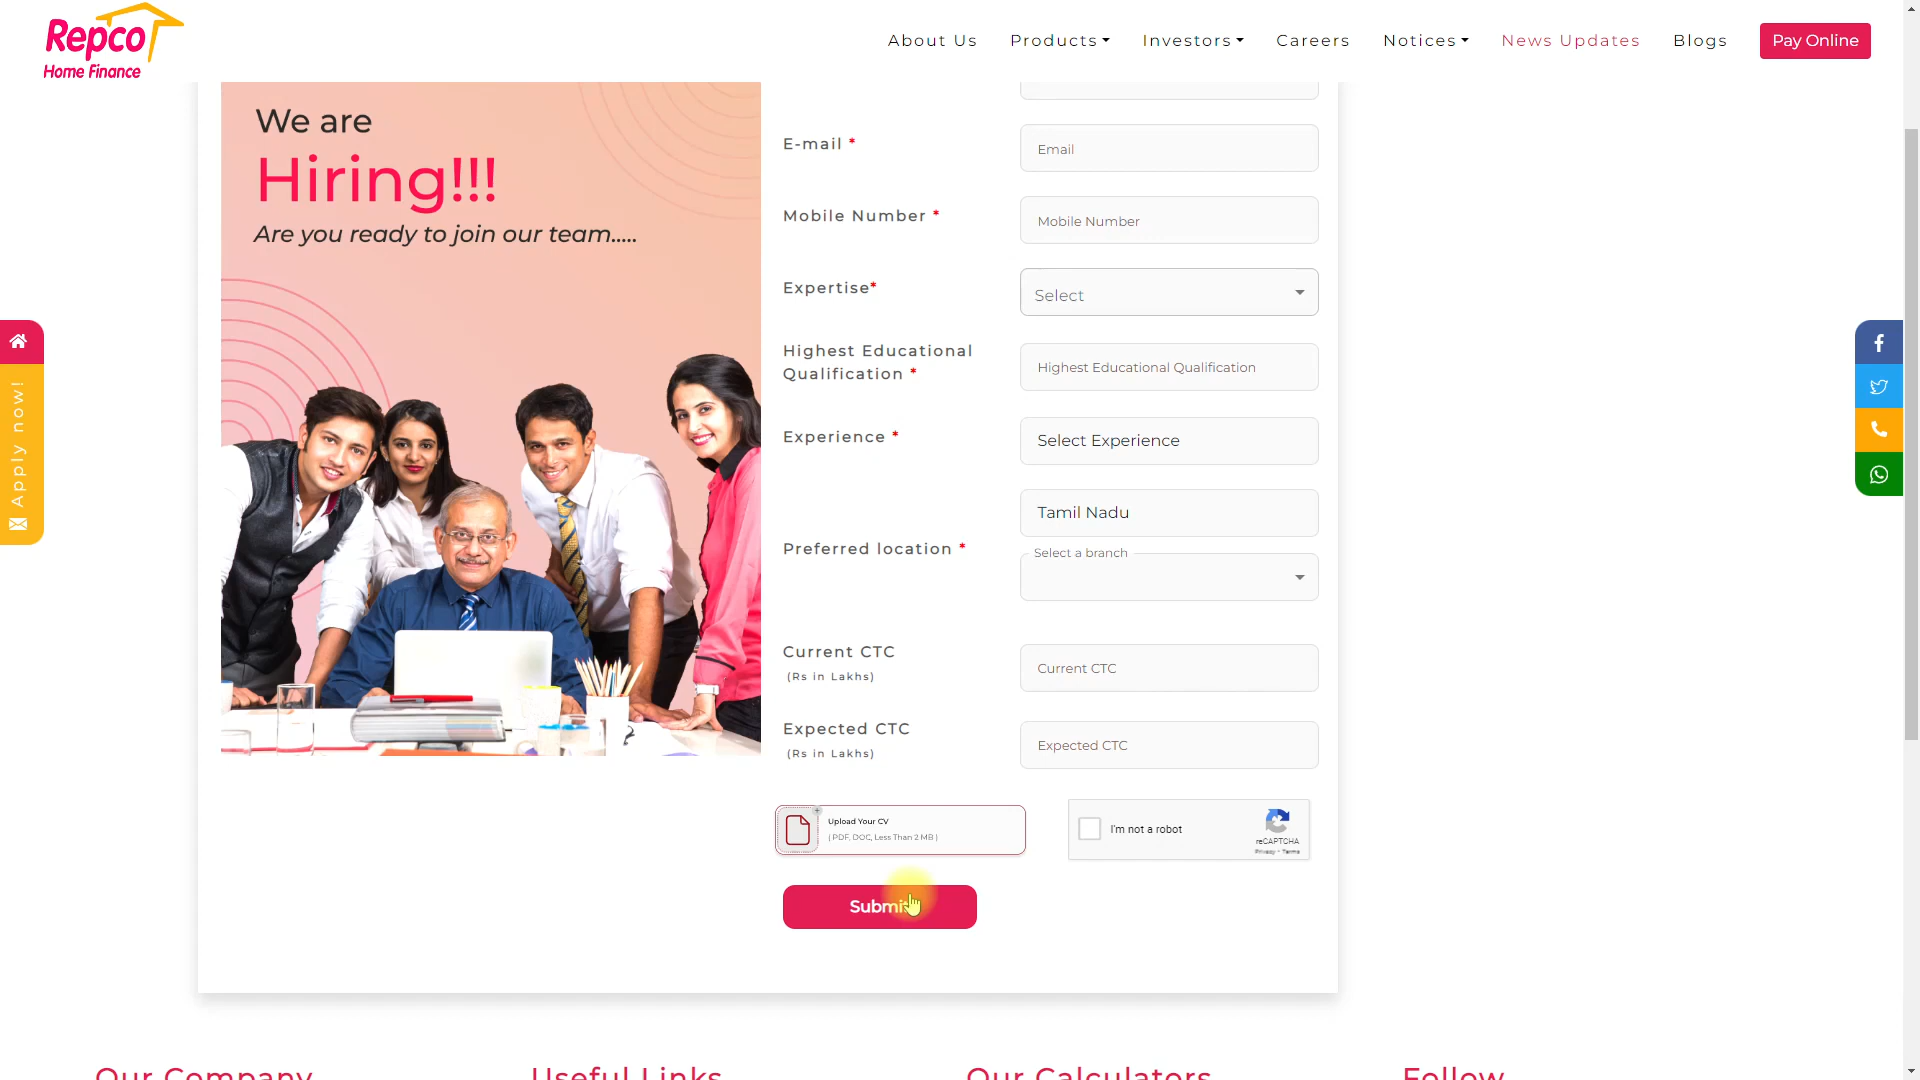 Repco
Home Finance
About Us
Products
Investors
Careers
Notices
News Updates
Blogs
Pay Online
We are
Hiring!!!
Are you ready to join our team.....
E-mail *
Email
Mobile Number *
Mobile Number
Expertise*
Select
Highest Educational
Qualification *
Highest Educational Qualification
Experience *
Select Experience
Preferred location *
Tamil Nadu
Select a branch
Current CTC
(Rs in Lakhs)
Current CTC
Expected CTC
(Rs in Lakhs)
Expected CTC
Upload Your CV
( PDF, DOC, Less Than 2 MB )
I'm not a robot
reCAPTCHA
Privacy - Terms
Submit
Apply now!
Our Company
Useful Links
Our Calculators
Follow